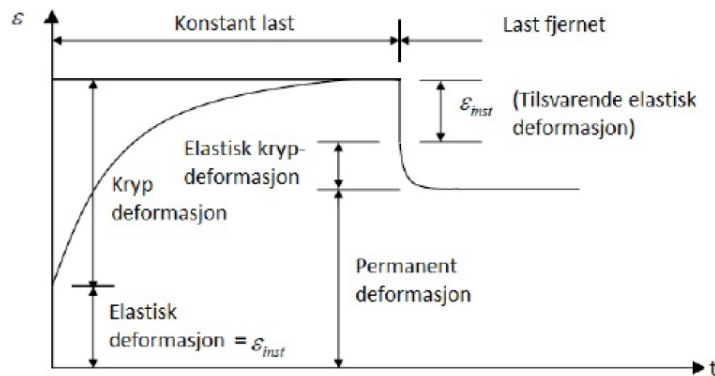 ε
Konstant last
Last fjernet
ε_inst (Tilsvarende elastisk
deformasjon)
Elastisk kryp-
deformasjon
Kryp
deformasjon
Permanent
deformasjon
Elastisk
deformasjon = ε_inst
t